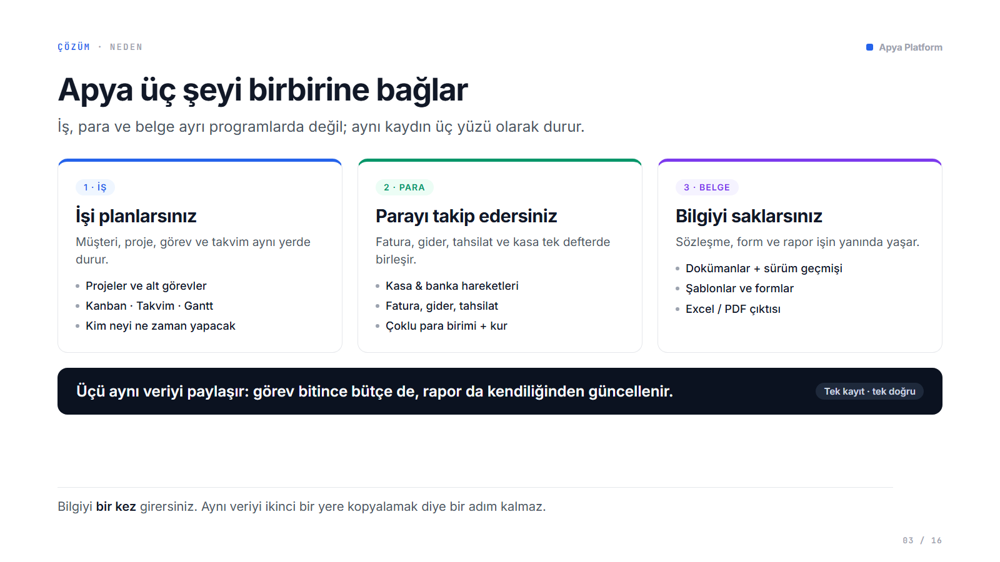 ÇÖZÜM · NEDEN
Apya Platform
Apya üç şeyi birbirine bağlar
İş, para ve belge ayrı programlarda değil; aynı kaydın üç yüzü olarak durur.
1 · İŞ
İşi planlarsınız
Müşteri, proje, görev ve takvim aynı yerde
durur.
Projeler ve alt görevler
Kanban · Takvim · Gantt
Kim neyi ne zaman yapacak
2 · PARA
Parayı takip edersiniz
Fatura, gider, tahsilat ve kasa tek defterde
birleşir.
Kasa & banka hareketleri
Fatura, gider, tahsilat
Çoklu para birimi + kur
3 · BELGE
Bilgiyi saklarsınız
Sözleşme, form ve rapor işin yanında yaşar.
Dokümanlar + sürüm geçmişi
Şablonlar ve formlar
Excel / PDF çıktısı
Üçü aynı veriyi paylaşır: görev bitince bütçe de, rapor da kendiliğinden güncellenir.
Tek kayıt · tek doğru
Bilgiyi bir kez girersiniz. Aynı veriyi ikinci bir yere kopyalamak diye bir adım kalmaz.
03 / 16